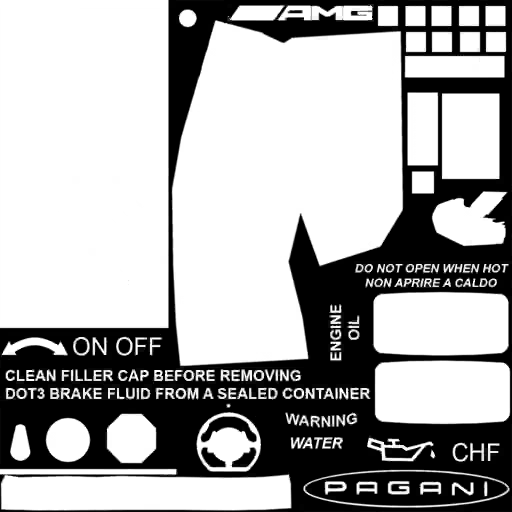 AMG
DO NOT OPEN WHEN HOT
NON APRIRE A CALDO
ENGINE
OIL
ON OFF
CLEAN FILLER CAP BEFORE REMOVING
DOT3 BRAKE FLUID FROM A SEALED CONTAINER
WARNING
WATER
CHF
PAGANI